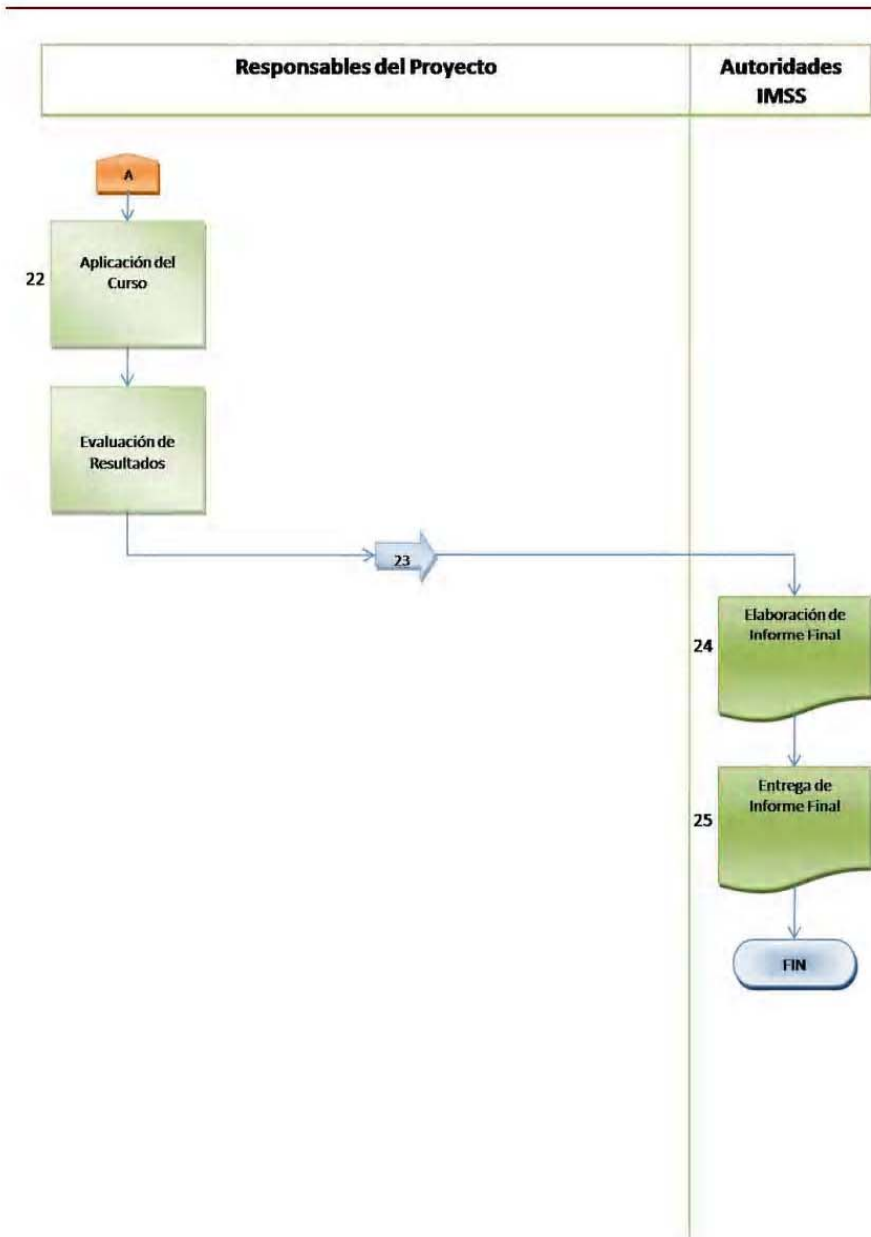 Responsables del Proyecto
Autoridades
IMSS
A
22
Aplicación del
Curso
Evaluación de
Resultados
23
24
Elaboración de
Informe Final
25
Entrega de
Informe Final
FIN